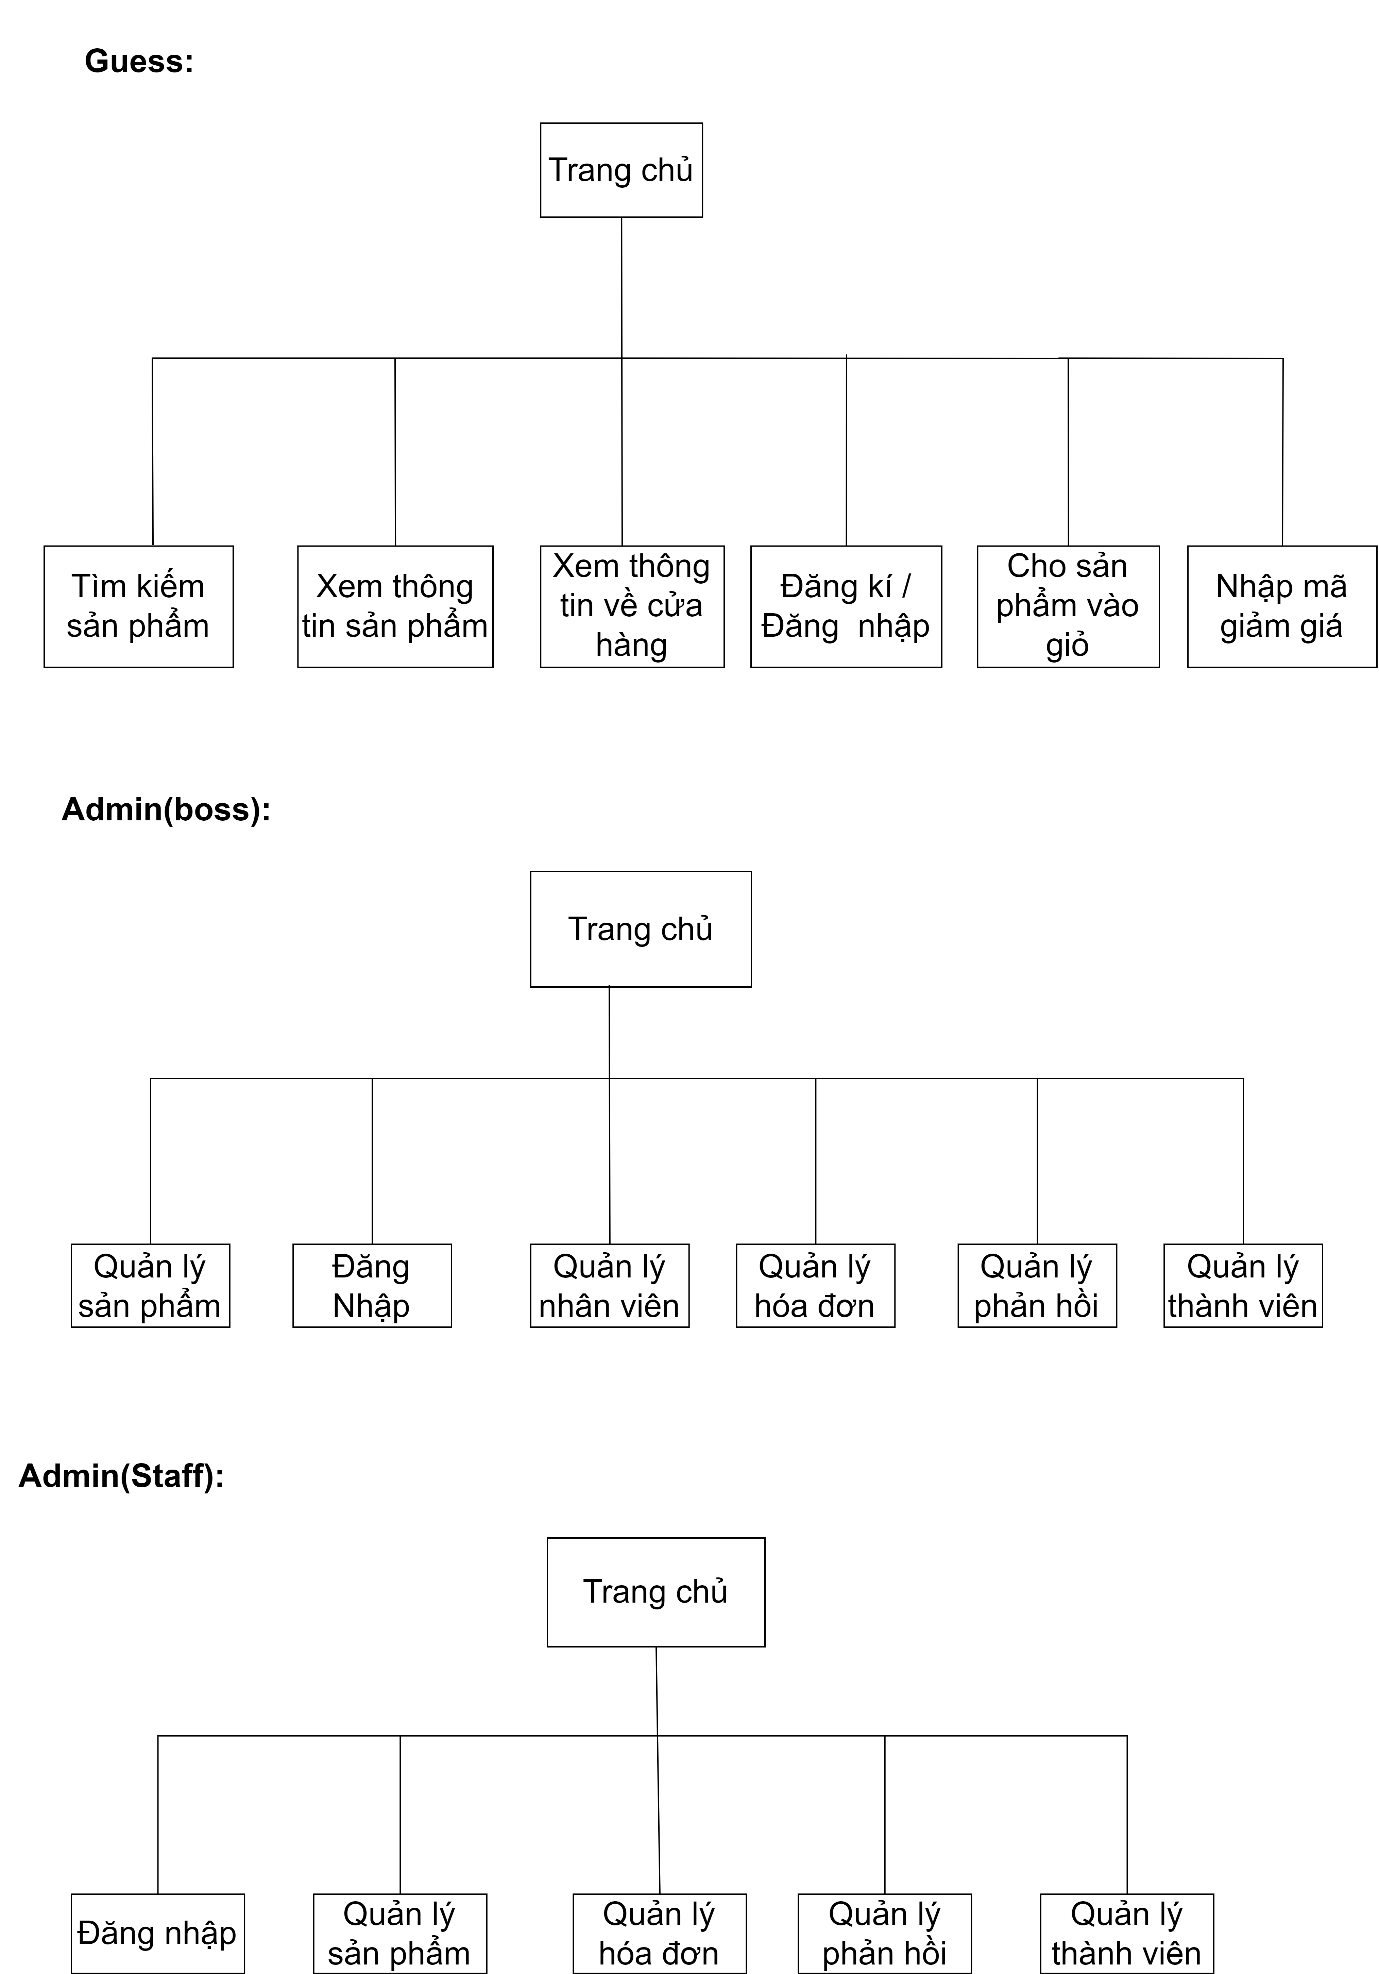 Guess:
Trang chủ
Tìm kiếm
sản phẩm
Xem thông
tin sản phẩm
Xem thông
tin về cửa
hàng
Đăng kí /
Đăng  nhập
Cho sản
phẩm vào
giỏ
Nhập mã
giảm giá
Admin(boss):
Trang chủ
Quản lý
sản phẩm
Đăng
Nhập
Quản lý
nhân viên
Quản lý
hóa đơn
Quản lý
phản hồi
Quản lý
thành viên
Admin(Staff):
Trang chủ
Đăng nhập
Quản lý
sản phẩm
Quản lý
hóa đơn
Quản lý
phản hồi
Quản lý
thành viên